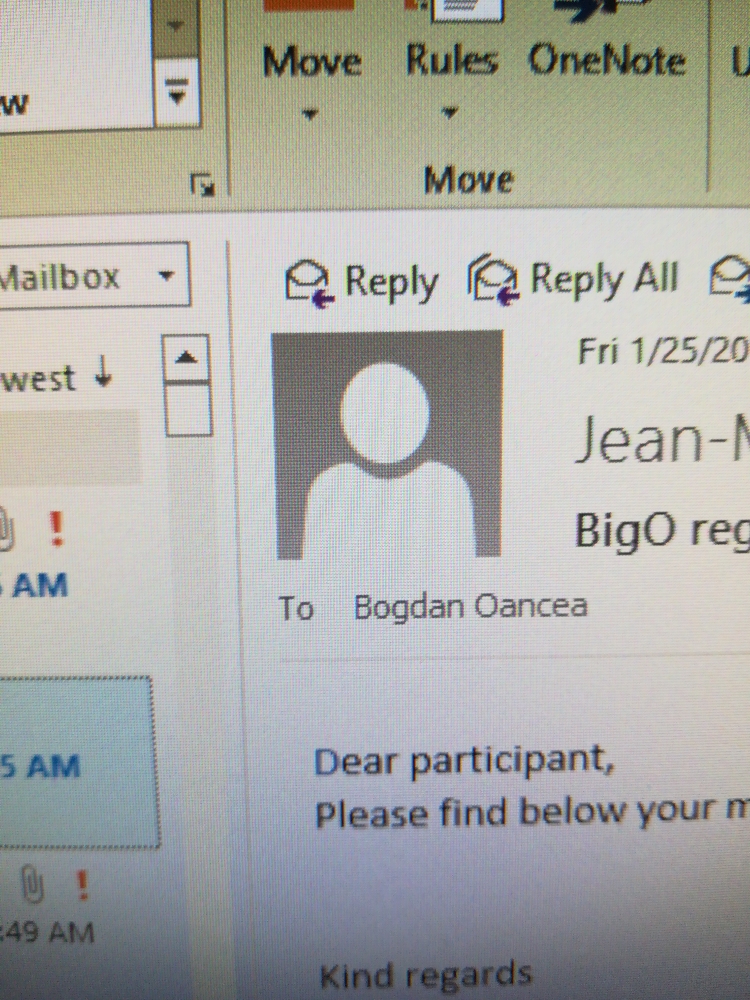 Move Rules OneNote
w
Move
Mailbox
Reply Reply All
Fri 1/25/20
west ↓
Jean-M
!
BigO reg
AM
To Bogdan Oancea
5 AM
Dear participant,
Please find below your m
!
:49 AM
Kind regards